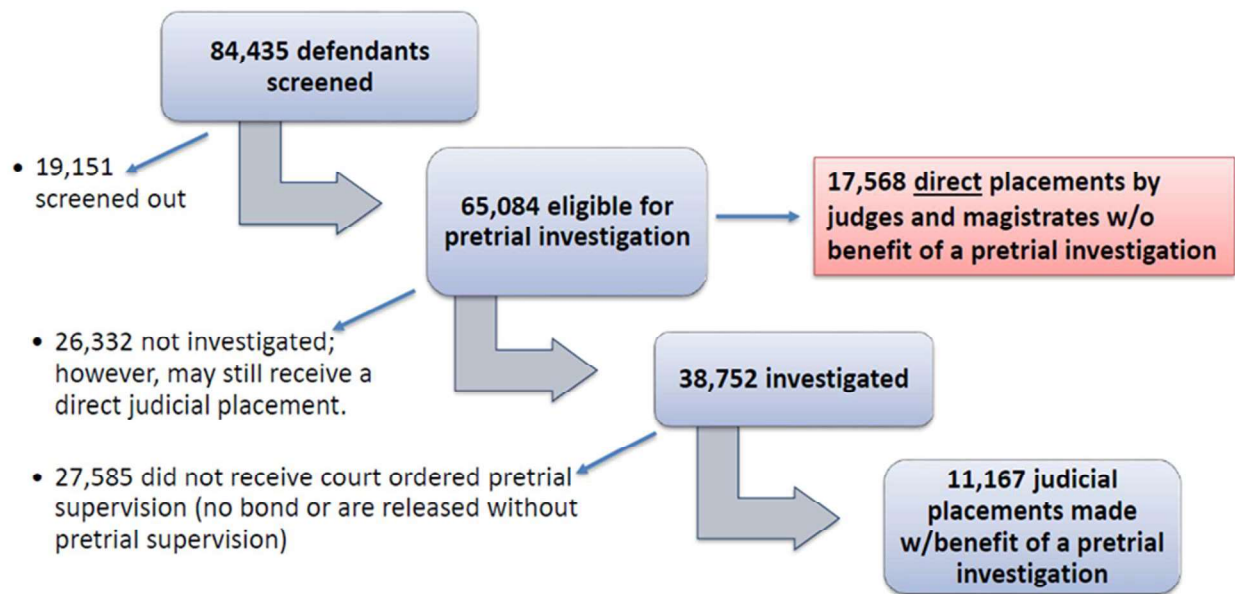 84,435 defendants
screened
• 19,151
screened out
65,084 eligible for
pretrial investigation
17,568 direct placements by
judges and magistrates w/o
benefit of a pretrial investigation
• 26,332 not investigated;
however, may still receive a
direct judicial placement.
38,752 investigated
• 27,585 did not receive court ordered pretrial
supervision (no bond or are released without
pretrial supervision)
11,167 judicial
placements made
w/benefit of a pretrial
investigation